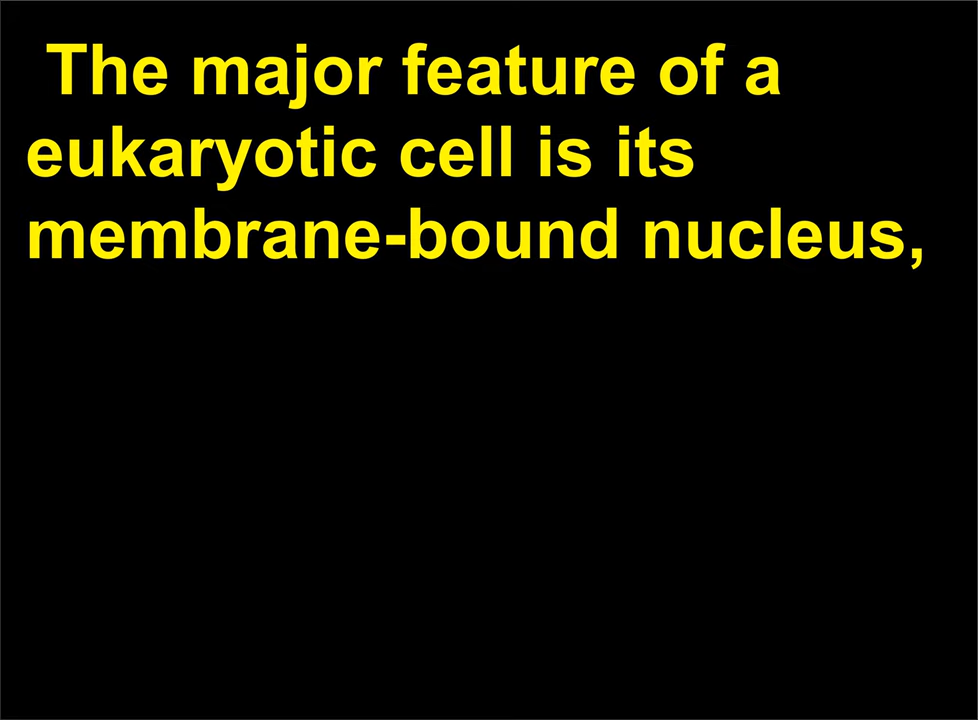 The major feature of a
eukaryotic cell is its
membrane-bound nucleus,